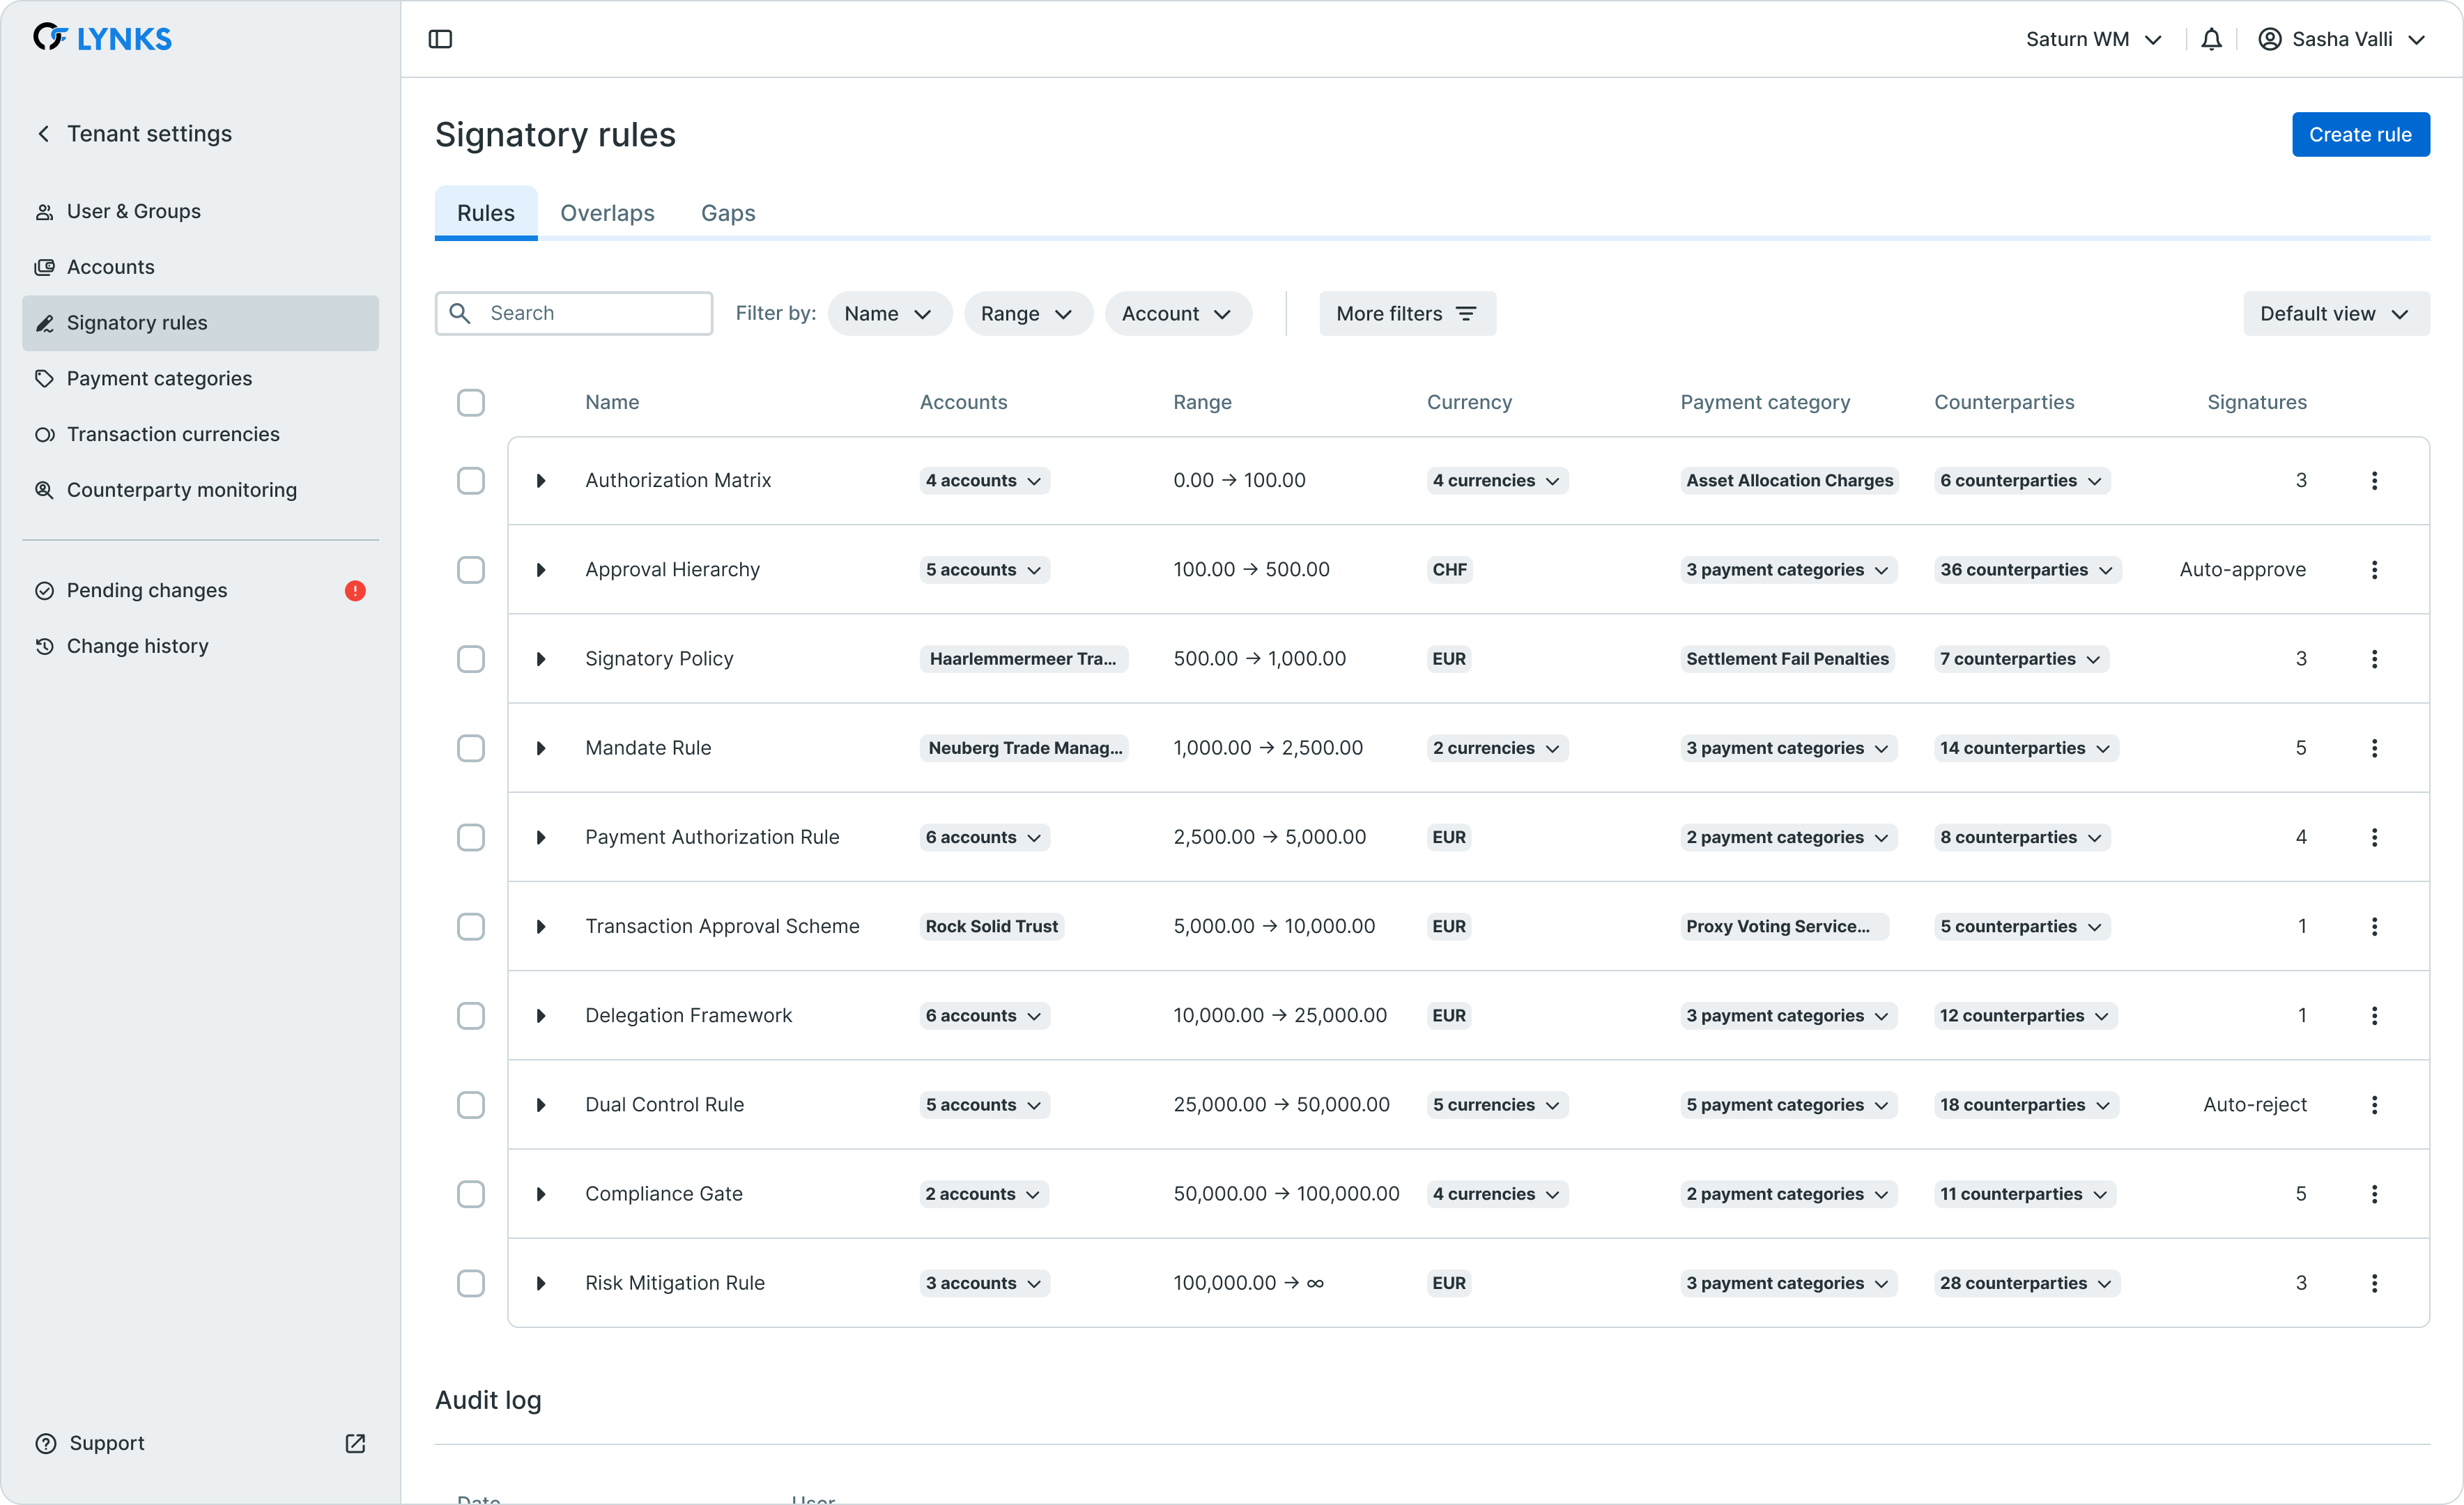 LYNKS
Saturn WM
Sasha Valli
Tenant settings
User & Groups
Accounts
Signatory rules
Payment categories
Transaction currencies
Counterparty monitoring
Pending changes
!
Change history
Support
Signatory rules
Create rule
Rules Overlaps Gaps
Search Filter by: Name Range Account More filters Default view
Name Accounts Range Currency Payment category Counterparties Signatures
Authorization Matrix 4 accounts 0.00 → 100.00 4 currencies Asset Allocation Charges 6 counterparties 3
Approval Hierarchy 5 accounts 100.00 → 500.00 CHF 3 payment categories 36 counterparties Auto-approve
Signatory Policy Haarlemmermeer Tra... 500.00 → 1,000.00 EUR Settlement Fail Penalties 7 counterparties 3
Mandate Rule Neuberg Trade Manag... 1,000.00 → 2,500.00 2 currencies 3 payment categories 14 counterparties 5
Payment Authorization Rule 6 accounts 2,500.00 → 5,000.00 EUR 2 payment categories 8 counterparties 4
Transaction Approval Scheme Rock Solid Trust 5,000.00 → 10,000.00 EUR Proxy Voting Service... 5 counterparties 1
Delegation Framework 6 accounts 10,000.00 → 25,000.00 EUR 3 payment categories 12 counterparties 1
Dual Control Rule 5 accounts 25,000.00 → 50,000.00 5 currencies 5 payment categories 18 counterparties Auto-reject
Compliance Gate 2 accounts 50,000.00 → 100,000.00 4 currencies 2 payment categories 11 counterparties 5
Risk Mitigation Rule 3 accounts 100,000.00 → ∞ EUR 3 payment categories 28 counterparties 3
Audit log
Date User